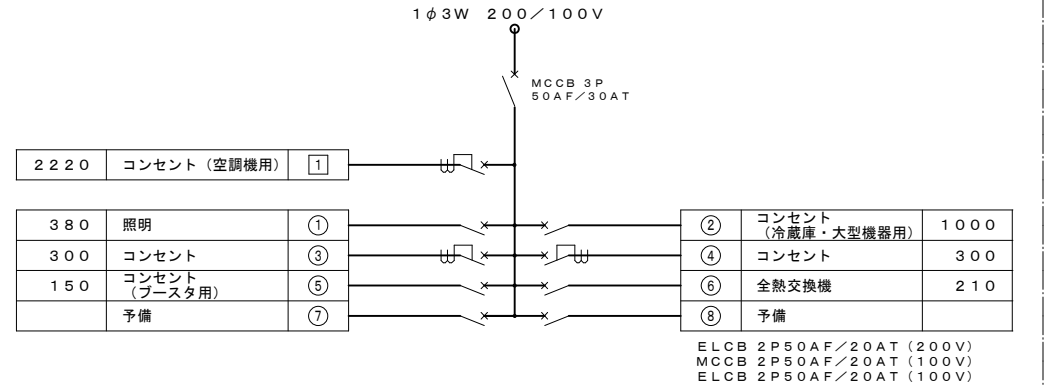 1φ3W 200/100V
MCCB 3P
50AF/30AT
2220 コンセント(空調機用) 1
380 照明 ① ② コンセント
(冷蔵庫・大型機器用) 1000
300 コンセント ③ ④ コンセント 300
150 コンセント
(ブースタ用) ⑤ ⑥ 全熱交換機 210
予備 ⑦ ⑧ 予備
ELCB 2P50AF/20AT(200V)
MCCB 2P50AF/20AT(100V)
ELCB 2P50AF/20AT(100V)